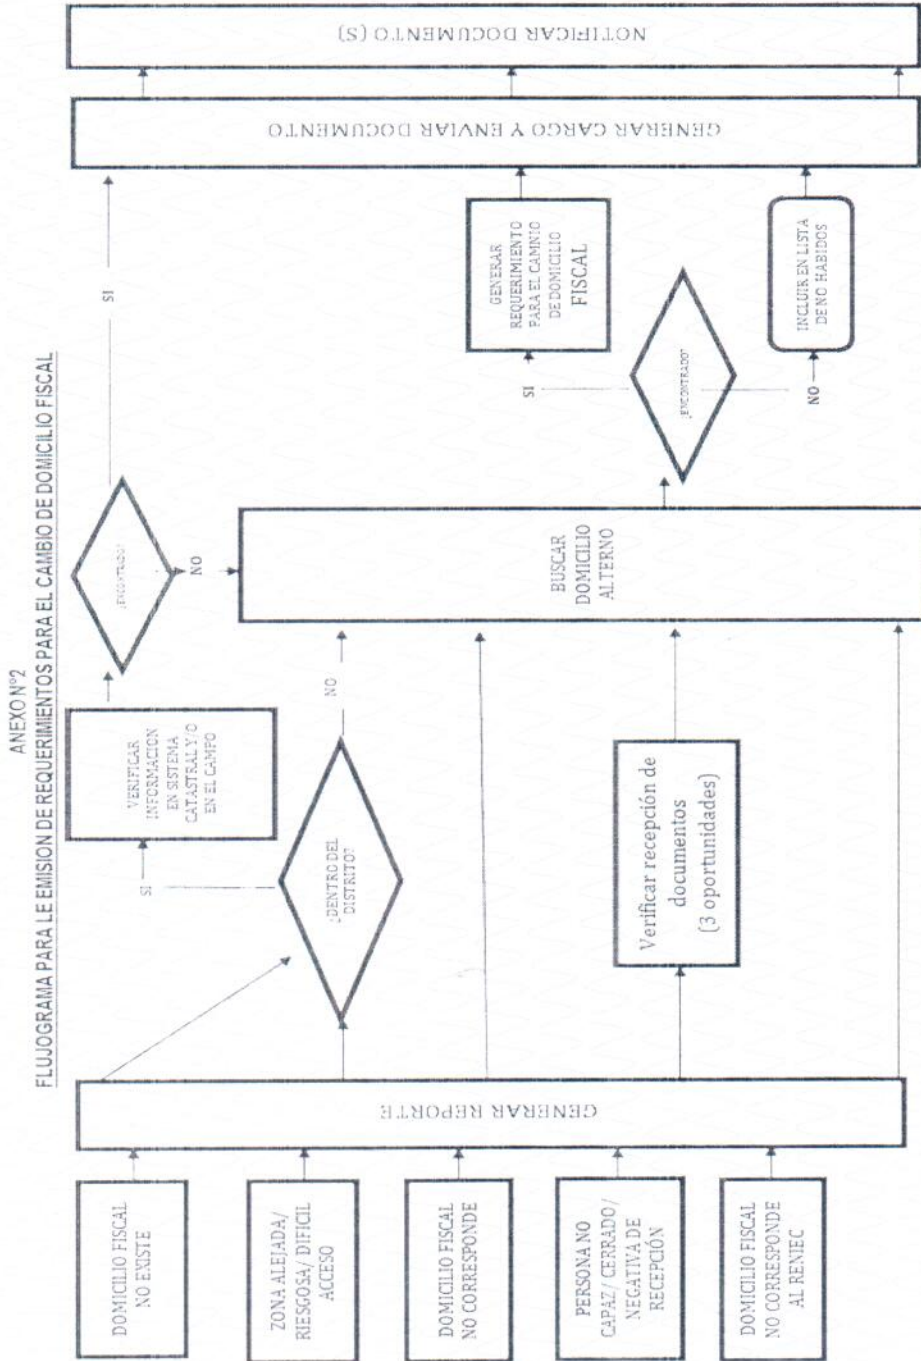 ANEXO Nº2
FLUJOGRAMA PARA LE EMISION DE REQUERIMIENTOS PARA EL CAMBIO DE DOMICILIO FISCAL
DOMICILIO FISCAL
NO EXISTE
ZONA ALEJADA/
RIESGOSA/ DIFICIL
ACCESO
DOMICILIO FISCAL
NO CORRESPONDE
PERSONA NO
CAPAZ/ CERRADO/
NEGATIVA DE
RECEPCIÓN
DOMICILIO FISCAL
NO CORRESPONDE
AL RENIEC
GENERAR REPORTE
¿DENTRO DEL
DISTRITO?
SI
NO
VERIFICAR
INFORMACION
EN SISTEMA
CATASTRAL Y/O
EN EL CAMPO
Verificar recepción de
documentos
(3 oportunidades)
¿ENCONTRADO?
SI
NO
BUSCAR
DOMICILIO
ALTERNO
¿ENCONTRADO?
SI
NO
GENERAR
REQUERIMIENTO
PARA EL CAMNIO
DE DOMICILIO
FISCAL
INCLUIR EN LISTA
DE NO HABIDOS
GENERAR CARGO Y ENVIAR DOCUMENTO
NOTIFICAR DOCUMENTO (S)